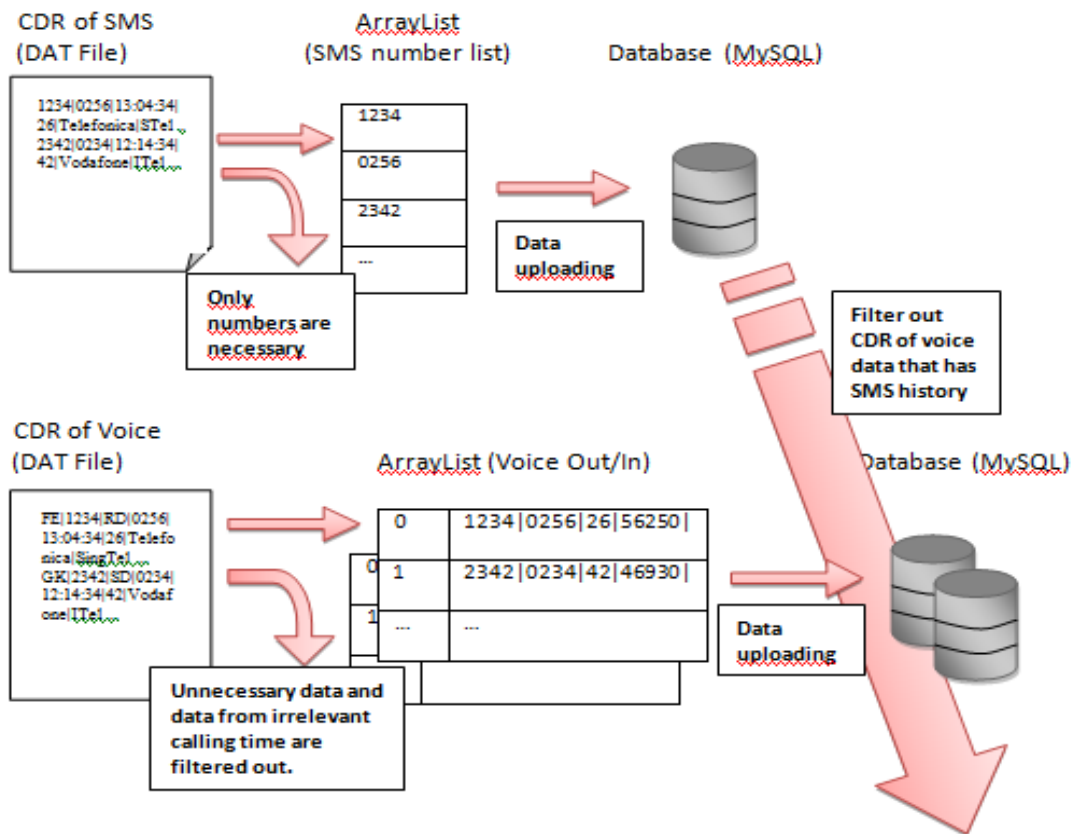 CDR of SMS
(DAT File)
ArrayList
(SMS number list)
Database (MySQL)
1234|0256|13:04:34|
26|Telefonica|STel
2342|0234|12:14:34|
42|Vodafone|ITel...
1234
0256
2342
...
Only
numbers are
necessary
Data
uploading
Filter out
CDR of voice
data that has
SMS history
CDR of Voice
(DAT File)
ArrayList (Voice Out/In)
Database (MySQL)
FE|1234|RD|0256|
13:04:34|26|Telefo
nica|SingTel...
GK|2342|SD|0234|
12:14:34|42|Vodaf
one|ITel...
0 1234|0256|26|56250|
1 2342|0234|42|46930|
... ...
0
1
Data
uploading
Unnecessary data and
data from irrelevant
calling time are
filtered out.